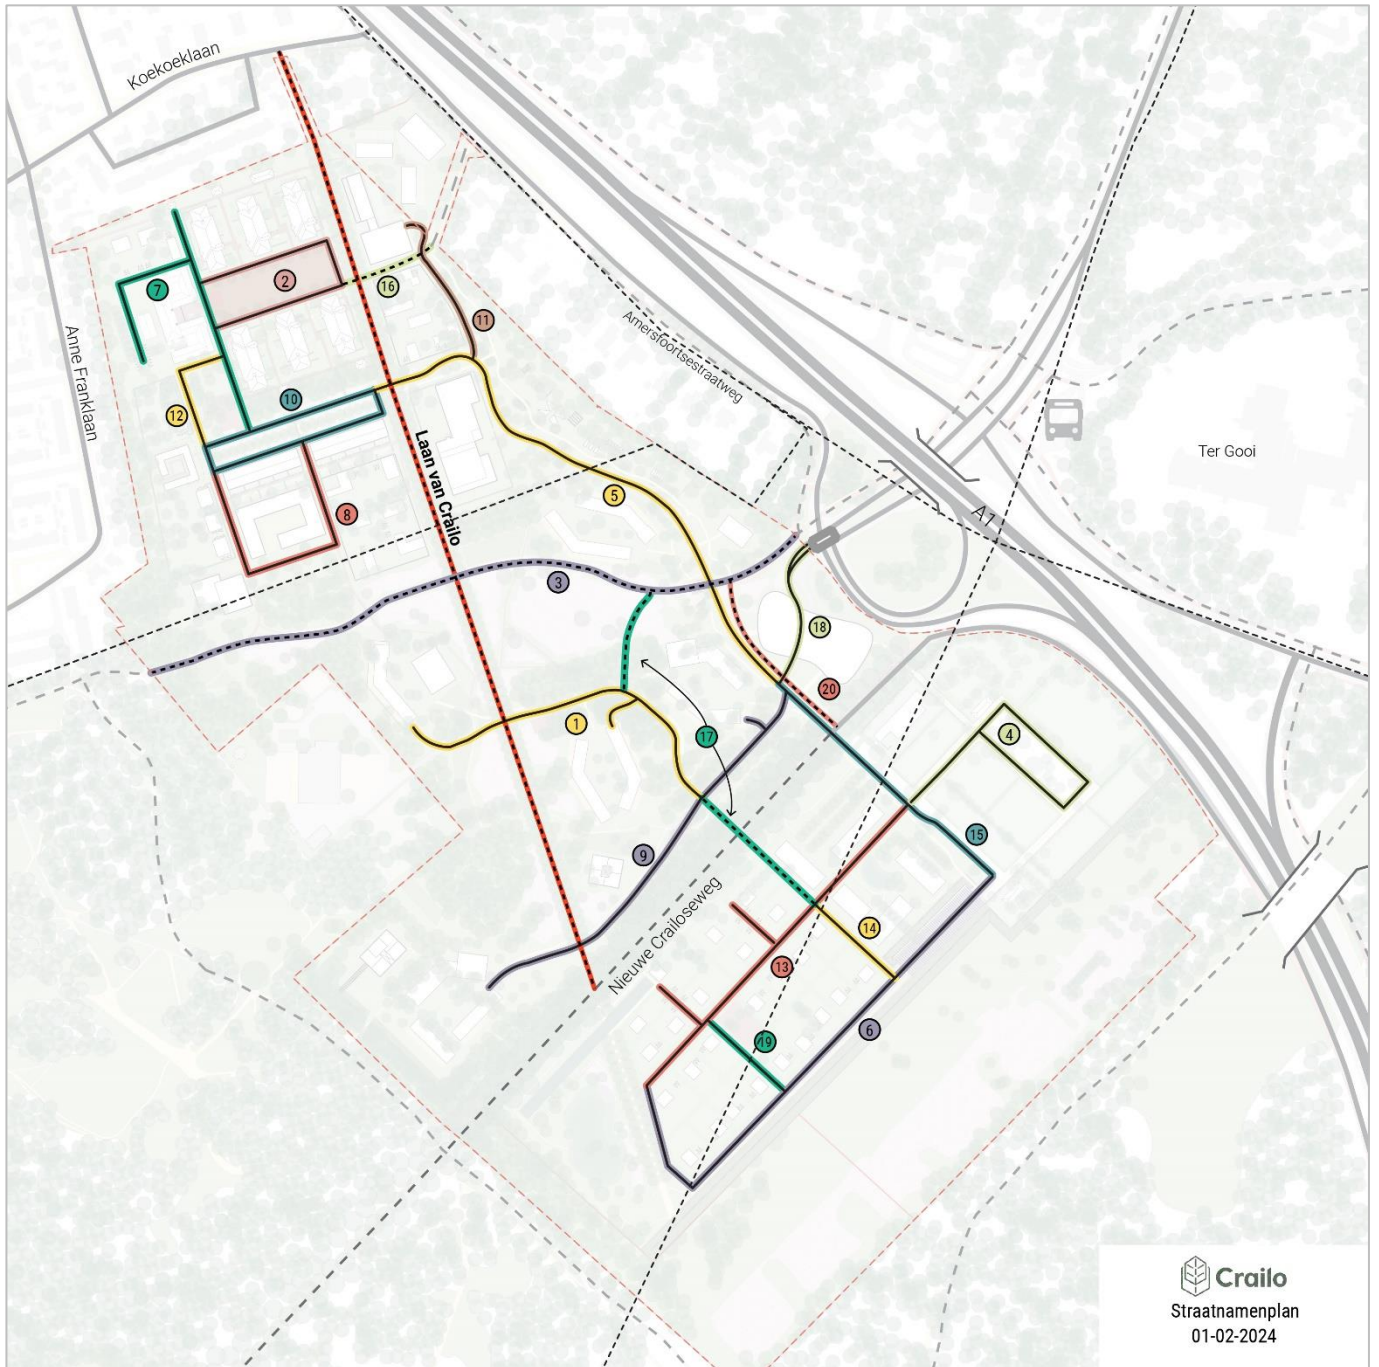 Koekoeklaan
7
2
16
11
Anne Franklaan
Amersfoortsestraatweg
12
10
Laan van Crailo
Ter Gooi
5
8
A1
3
18
20
1
17
4
15
9
Nieuwe Crailoseweg
14
13
6
19
Crailo
Straatnamenplan
01-02-2024